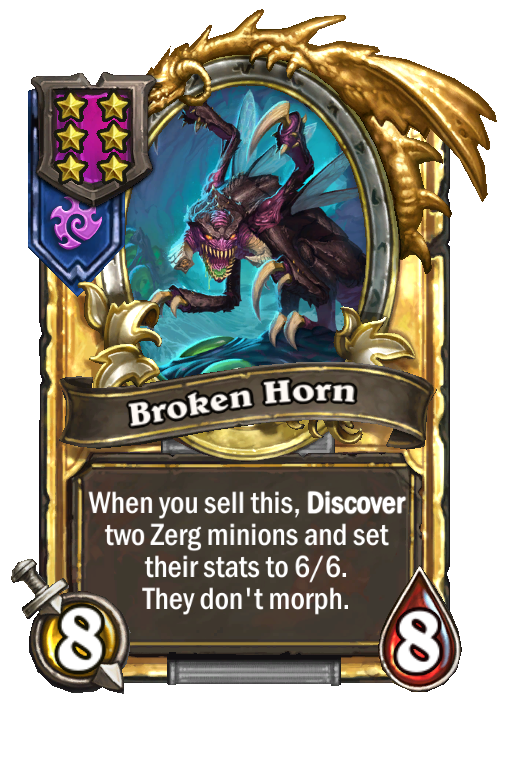 Broken Horn
When you sell this, Discover
two Zerg minions and set
their stats to 6/6.
They don't morph.
8
8